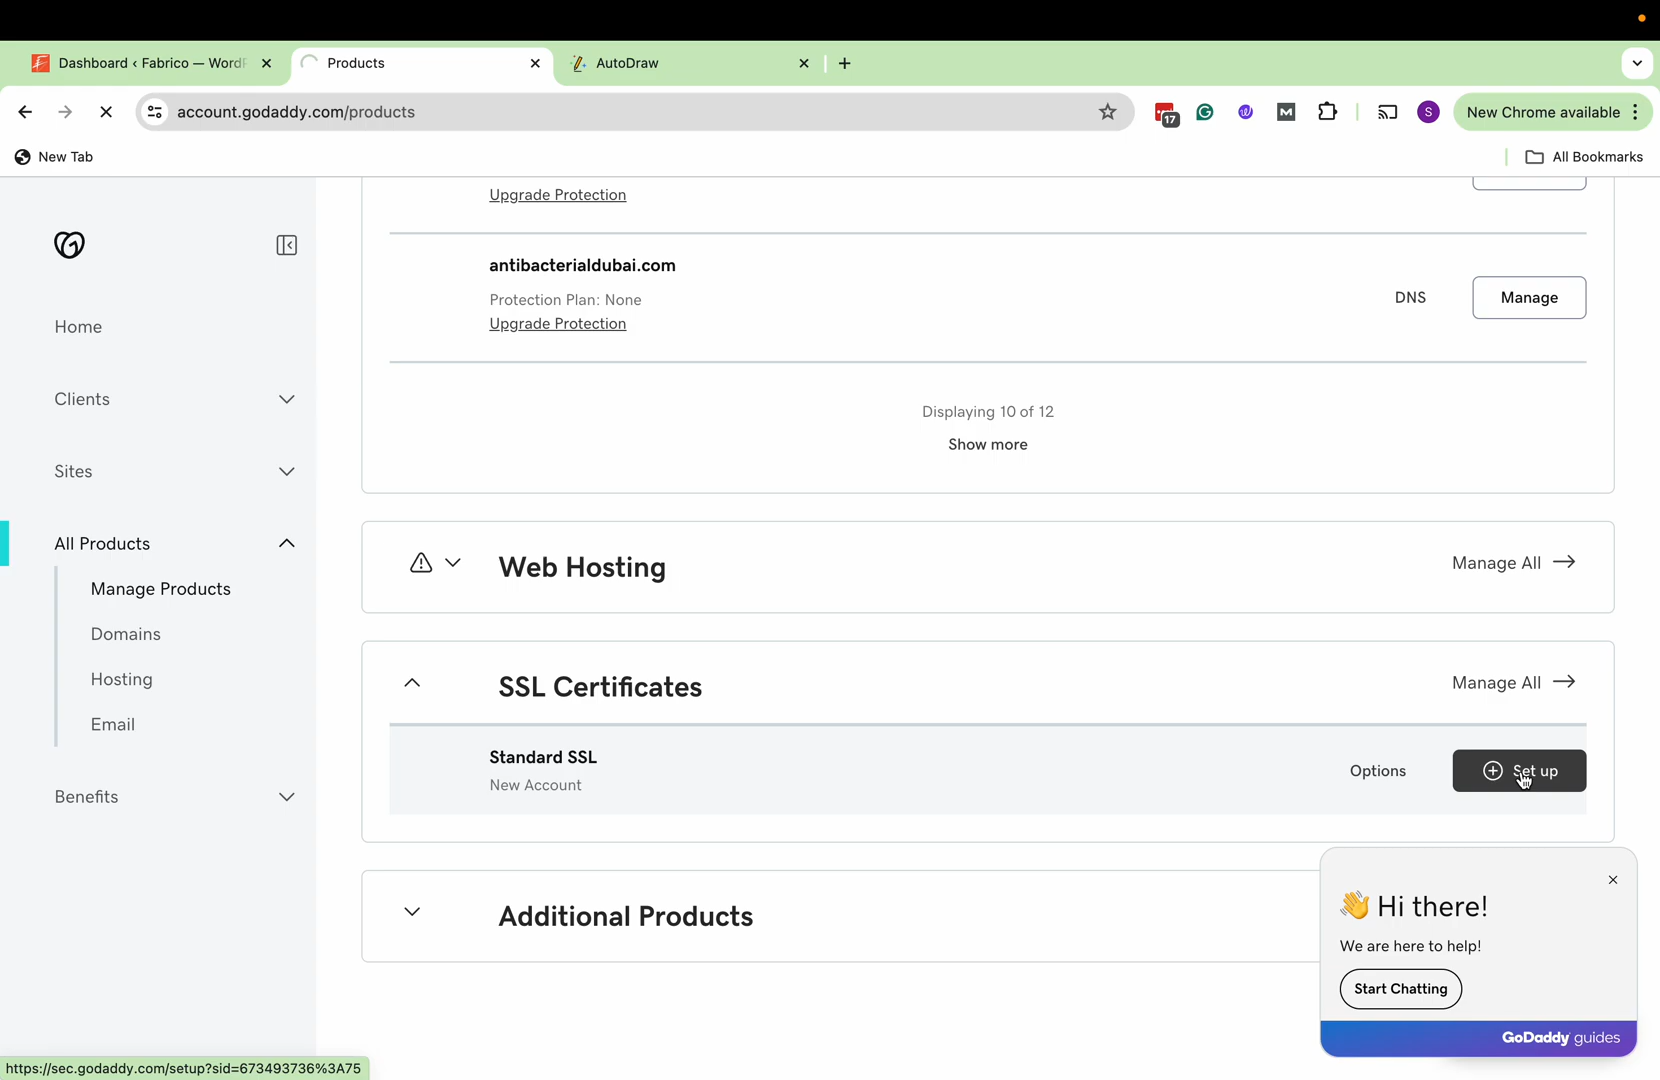 Dashboard ‹ Fabrico — WordP
Products
AutoDraw
account.godaddy.com/products
17
S
New Chrome available
New Tab
All Bookmarks
Home
Clients
Sites
All Products
Manage Products
Domains
Hosting
Email
Benefits
Upgrade Protection
antibacterialdubai.com
Protection Plan: None
Upgrade Protection
DNS
Manage
Displaying 10 of 12
Show more
Web Hosting
Manage All
SSL Certificates
Manage All
Standard SSL
New Account
Options
Set up
Additional Products
👋 Hi there!
We are here to help!
Start Chatting
GoDaddy guides
https://sec.godaddy.com/setup?sid=673493736%3A75